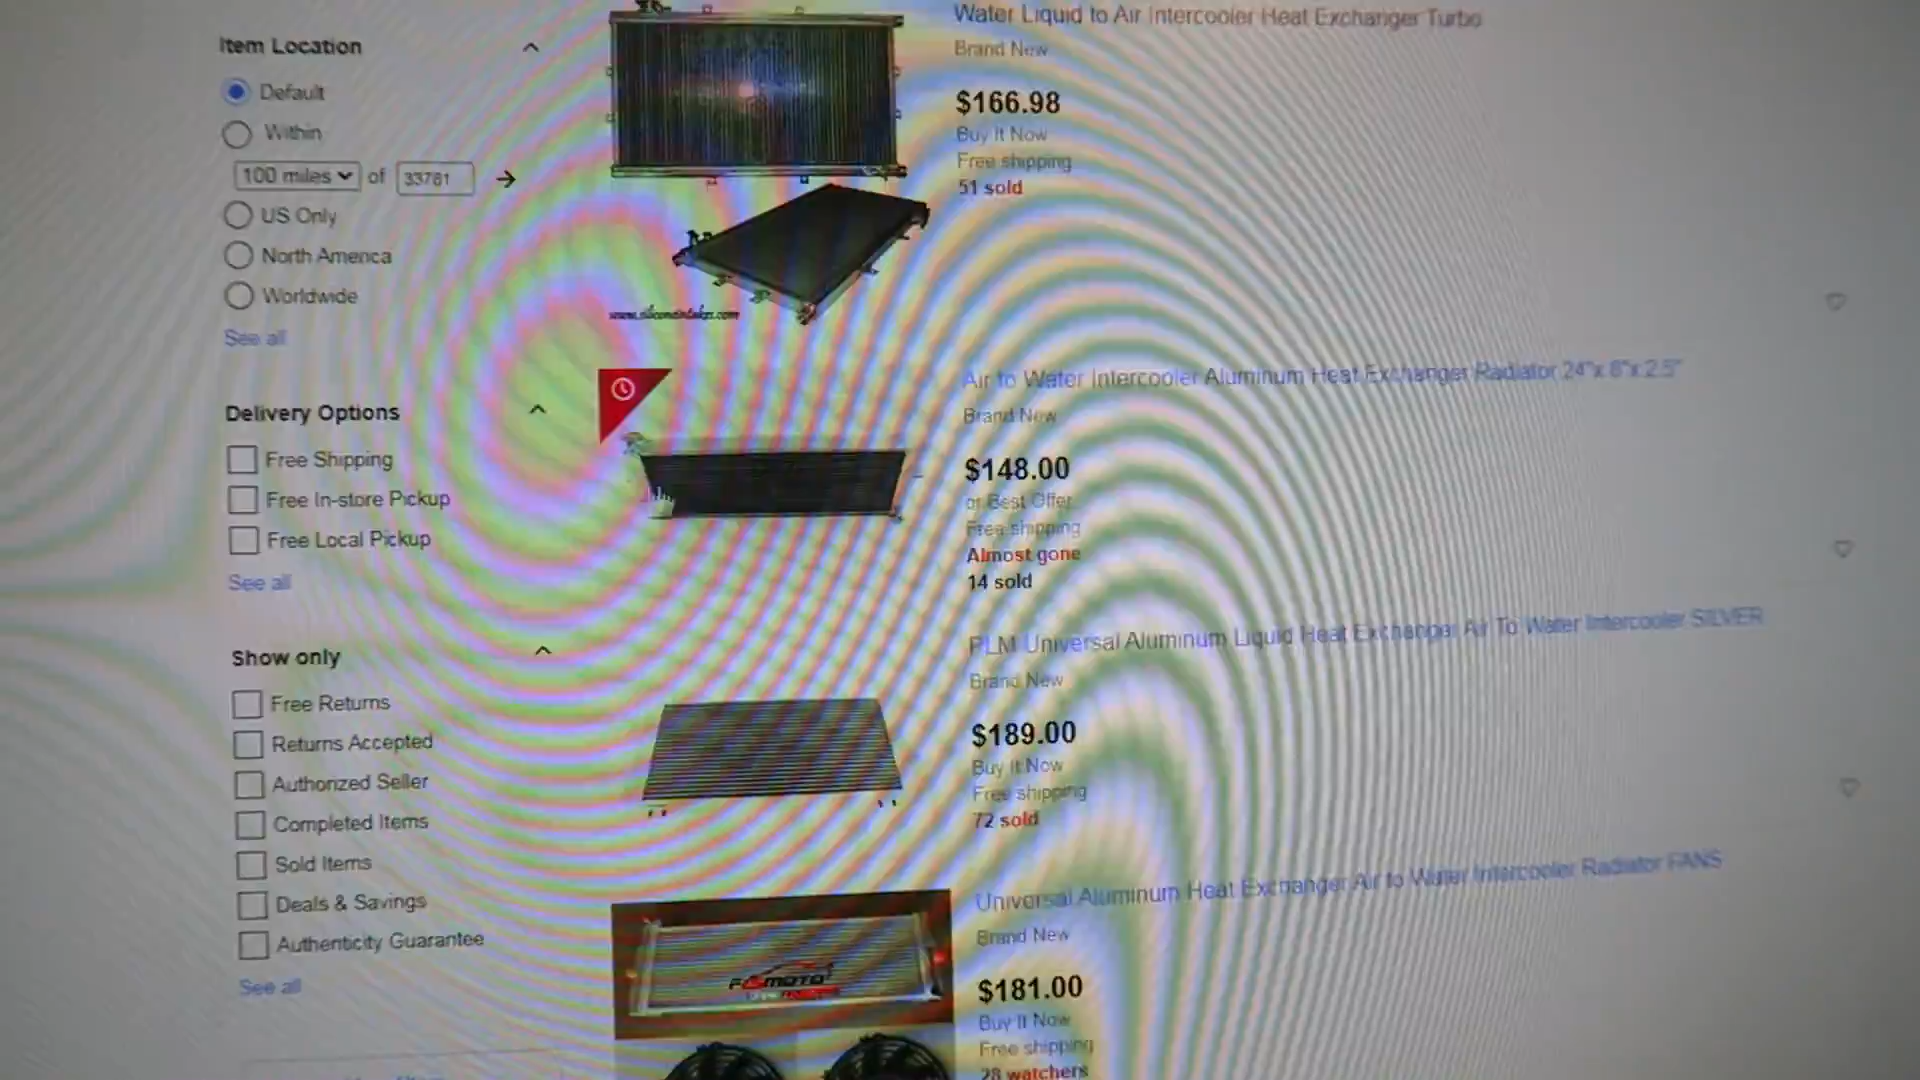 Item Location
Default
Within
100 miles of 33781
US Only
North America
Worldwide
See all
Delivery Options
Free Shipping
Free In-store Pickup
Free Local Pickup
See all
Show only
Free Returns
Returns Accepted
Authorized Seller
Completed Items
Sold Items
Deals & Savings
Authenticity Guarantee
See all
www.siliconeintakes.com
Water Liquid to Air Intercooler Heat Exchanger Turbo
Brand New
$166.98
Buy It Now
Free shipping
51 sold
Air to Water Intercooler Aluminum Heat Exchanger Radiator 24"x 8"x 2.5"
Brand New
$148.00
or Best Offer
Free shipping
Almost gone
14 sold
PLM Universal Aluminum Liquid Heat Exchanger Air To Water Intercooler SILVER
Brand New
$189.00
Buy It Now
Free shipping
72 sold
Universal Aluminum Heat Exchanger Air to Water Intercooler Radiator FANS
Brand New
$181.00
Buy It Now
Free shipping
28 watchers